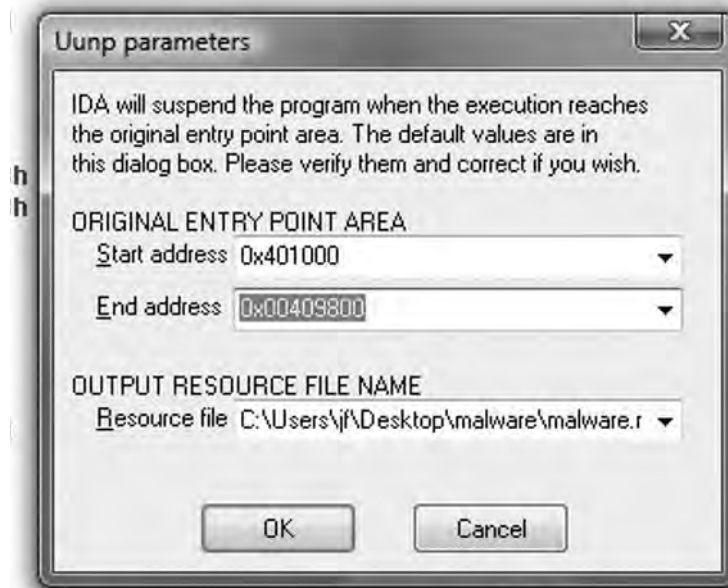 Uunp parameters
X
IDA will suspend the program when the execution reaches
the original entry point area. The default values are in
this dialog box. Please verify them and correct if you wish.
h
h
ORIGINAL ENTRY POINT AREA
Start address 0x401000
End address 0x00409800
OUTPUT RESOURCE FILE NAME
Resource file C:\Users\jf\Desktop\malware\malware.r
OK Cancel